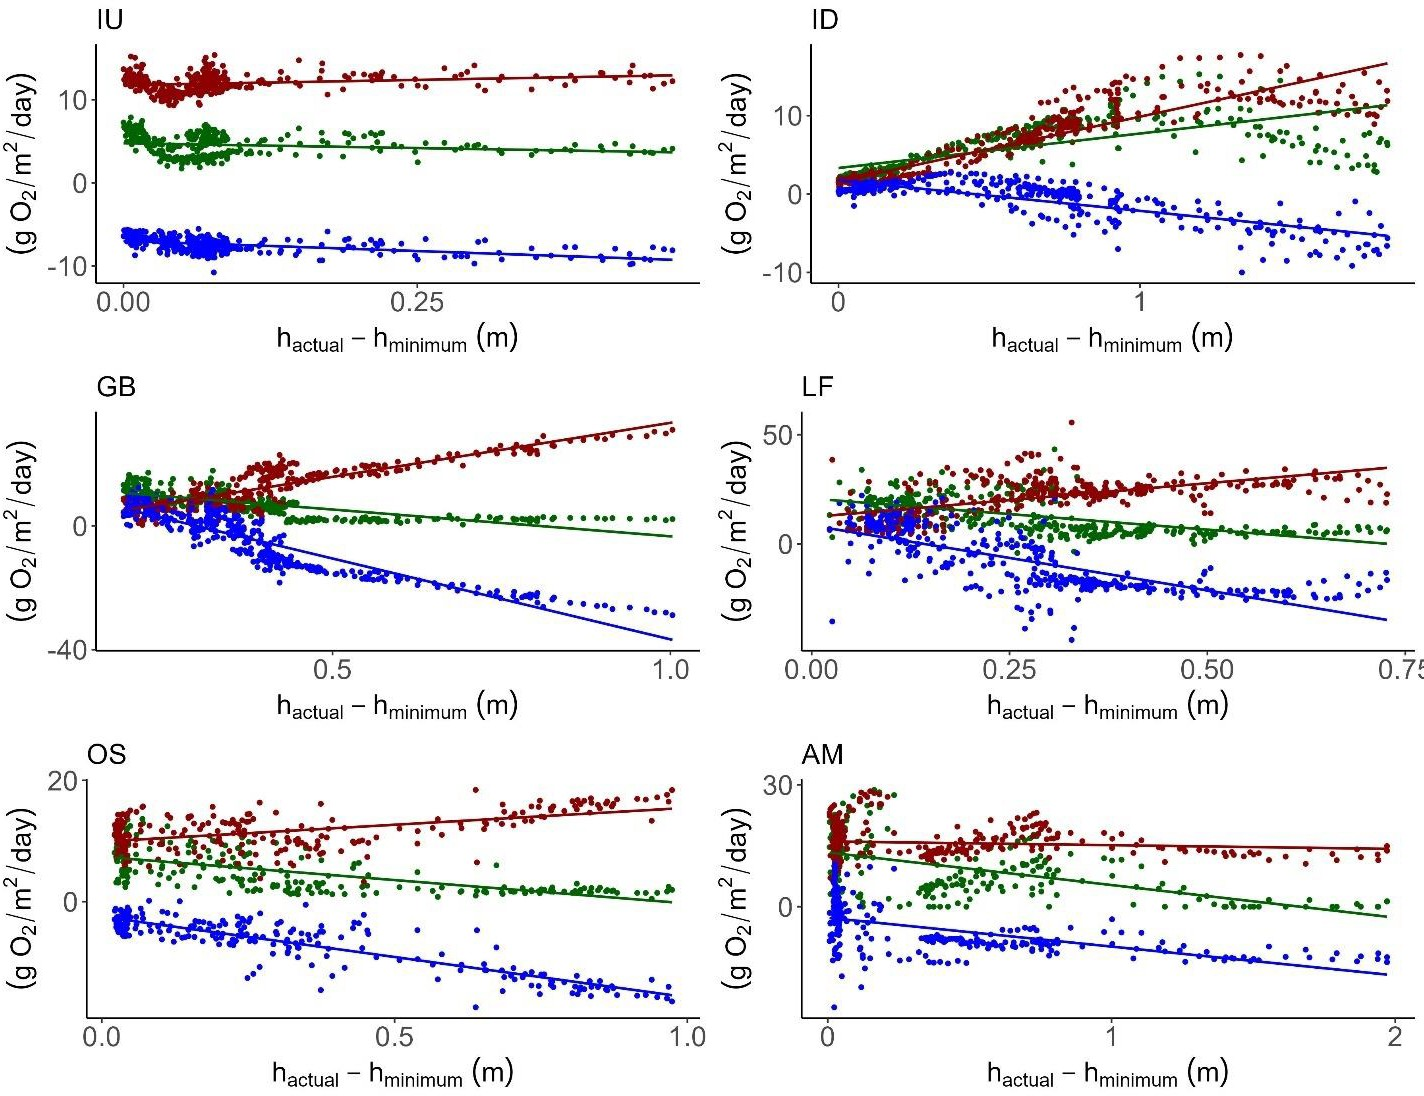 IU
(g O₂/m²/day)
10
0
-10
0.00 0.25
hactual − hminimum (m)
ID
(g O₂/m²/day)
10
0
-10
0 1
hactual − hminimum (m)
GB
(g O₂/m²/day)
0
-40
0.5 1.0
hactual − hminimum (m)
LF
(g O₂/m²/day)
50
0
0.00 0.25 0.50 0.75
hactual − hminimum (m)
OS
(g O₂/m²/day)
20
0
0.0 0.5 1.0
hactual − hminimum (m)
AM
(g O₂/m²/day)
30
0
0 1 2
hactual − hminimum (m)